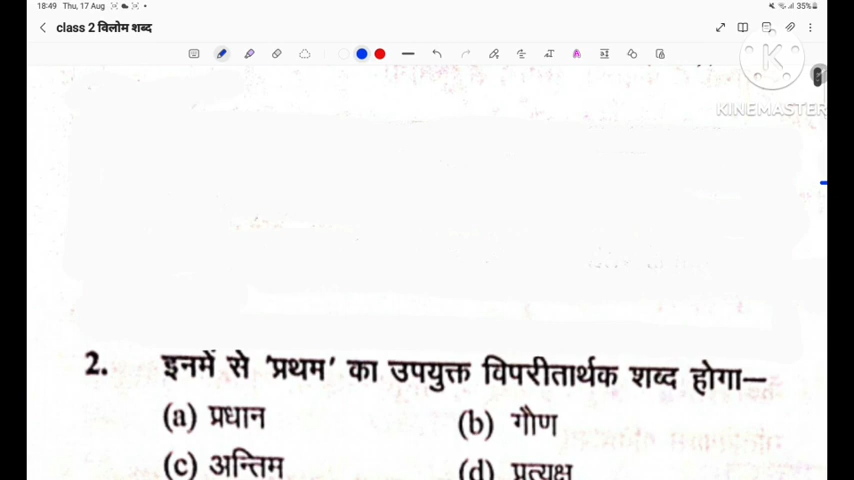 18:49 Thu, 17 Aug
35%
class 2 विलोम शब्द
K
KINEMASTER
2. इनमें से 'प्रथम' का उपयुक्त विपरीतार्थक शब्द होगा—
(a) प्रधान (b) गौण
(c) अन्तिम (d) प्रत्यक्ष